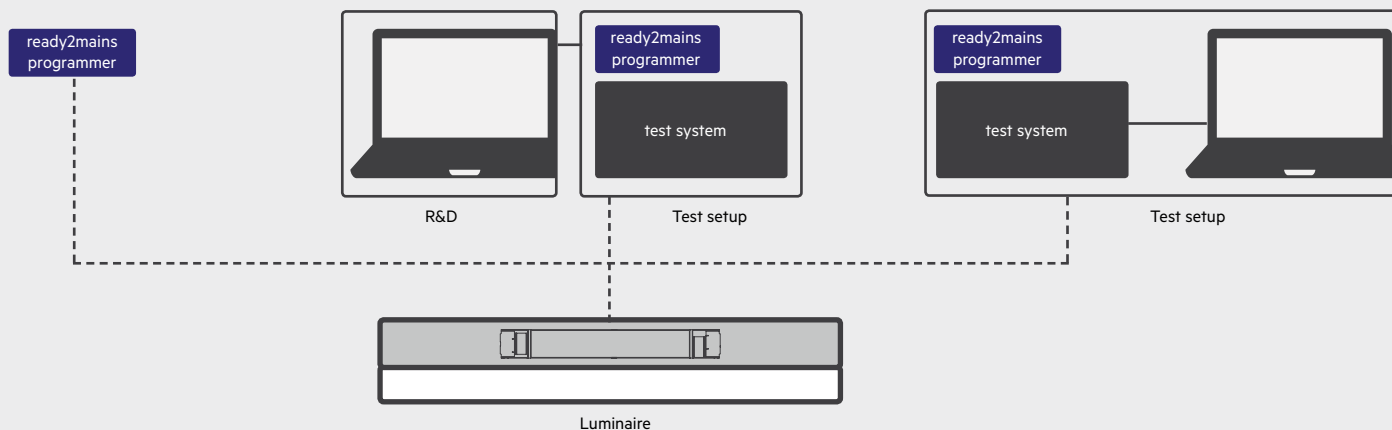 ready2mains
programmer
ready2mains
programmer
test system
ready2mains
programmer
test system
R&D
Test setup
Test setup
Luminaire